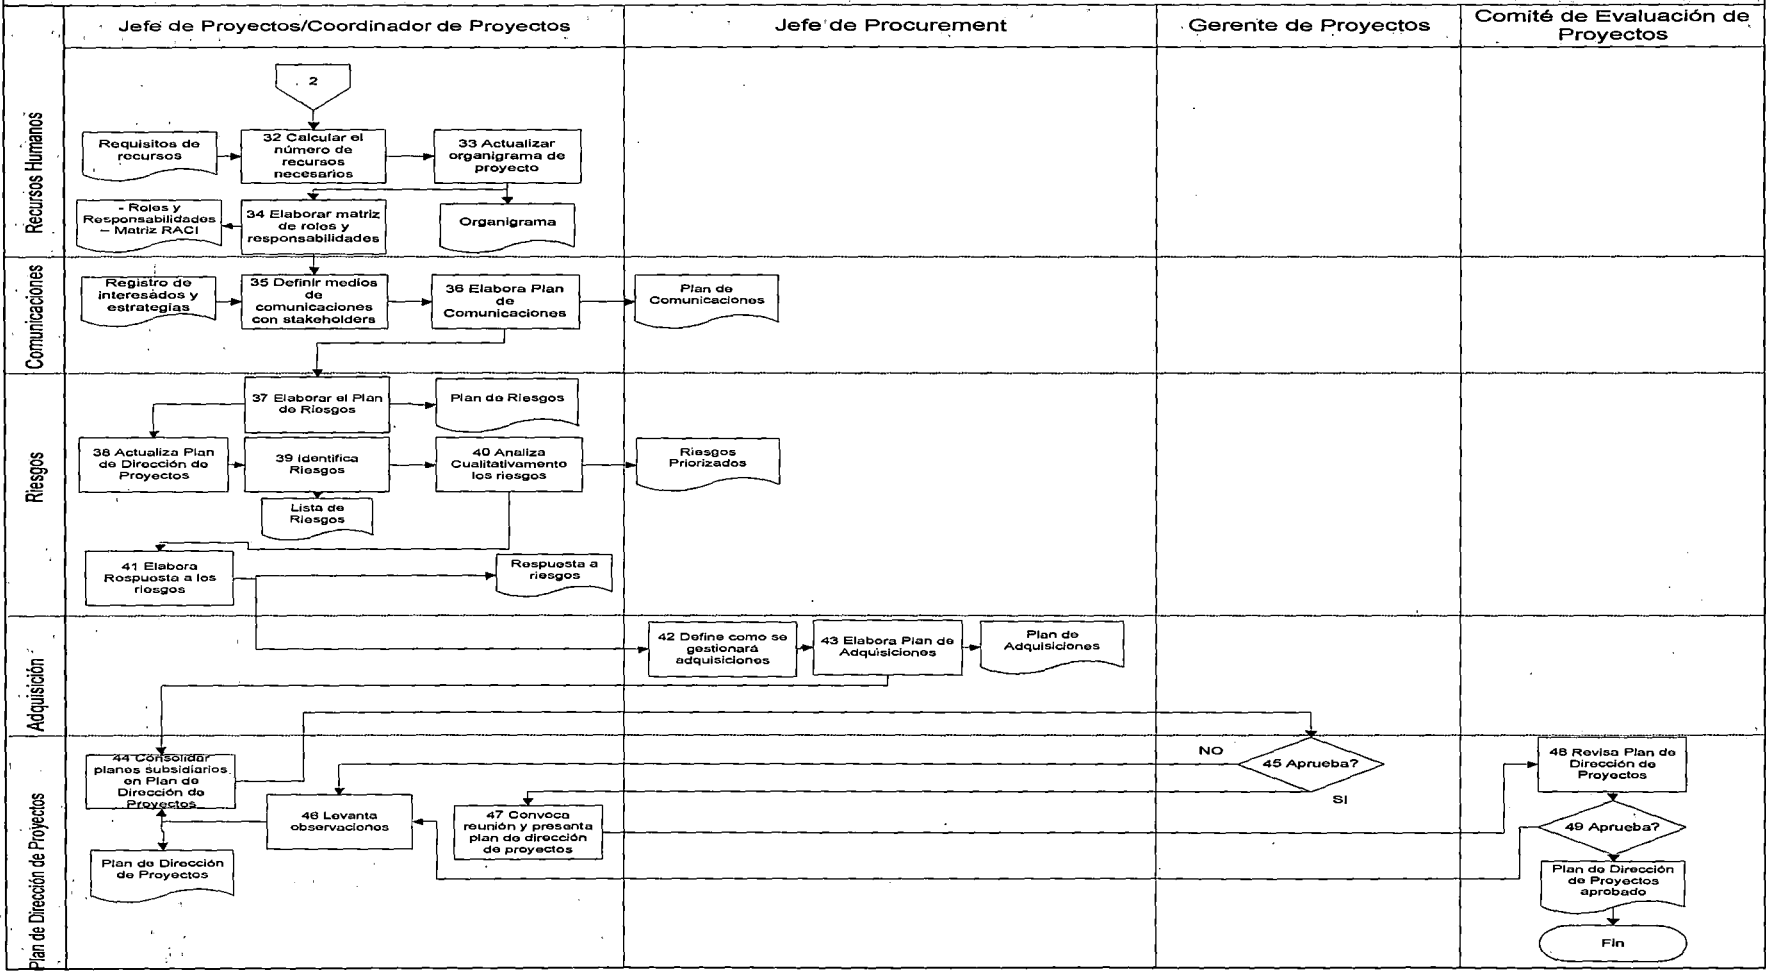 Jefe de Proyectos/Coordinador de Proyectos
Jefe de Procurement
Gerente de Proyectos
Comité de Evaluación de
Proyectos
Recursos Humanos
2
Requisitos de
recursos
32 Calcular el
número de
recursos
necesarios
33 Actualizar
organigrama de
proyecto
- Roles y
Responsabilidades
– Matriz RACI
34 Elaborar matriz
de roles y
responsabilidades
Organigrama
Comunicaciones
Registro de
interesados y
estrategias
35 Definir medios
de
comunicaciones
con stakeholders
36 Elabora Plan
de
Comunicaciones
Plan de
Comunicaciones
Riesgos
37 Elaborar el Plan
de Riesgos
Plan de Riesgos
38 Actualiza Plan
de Dirección de
Proyectos
39 Identifica
Riesgos
40 Analiza
Cualitativamente
los riesgos
Riesgos
Priorizados
Lista de
Riesgos
41 Elabora
Respuesta a los
riesgos
Respuesta a
riesgos
Adquisición
42 Define como se
gestionará
adquisiciones
43 Elabora Plan de
Adquisiciones
Plan de
Adquisiciones
Plan de Dirección de Proyectos
44 Consolidar
planes subsidiarios
en Plan de
Dirección de
Proyectos
NO
45 Aprueba?
SI
48 Revisa Plan de
Dirección de
Proyectos
46 Levanta
observaciones
47 Convoca
reunión y presenta
plan de dirección
de proyectos
49 Aprueba?
Plan de Dirección
de Proyectos
Plan de Dirección
de Proyectos
aprobado
Fin